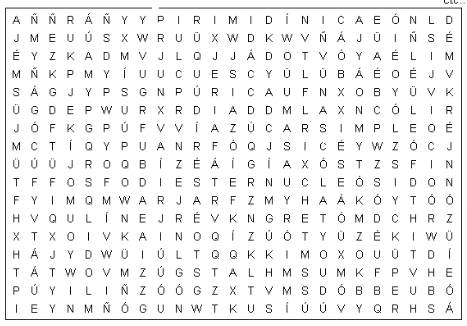 etc..
A Ñ Ñ R Á Ñ Y Y P I R I M I D Í N I C A E Ó N L D
J M E U Ú S X W R U Ú X W D K W V Ñ Á J Ü I Ñ S É
É Y Z K A D M V J L Q J J Á D O T V Ó Y A É L I M
M Ñ K P M Y Í U U C U E S C Y Ü L Ü B Á É O É J V
S Á G J Y P S G N P Ú R I C A U F N X O B Y Ü V K
Ü G D E P W U R X R D I A D D M L A X N C Ó L I R
J Ó F K G P Ú F V V Í A Z Ú C A R S I M P L E O É
M C T Í Q Y P U A N R F Ó Q J S I C É Y W Z Ó C J
Ü Ú Ü J R O Q B Í Z É Á Í G Í A X Ó S T Z S F I N
T F F O S F O D I E S T E R N U C L E Ó S I D O N
F Y I M Q M W A R J A R F Z M Y H A Á K Ó Y T Ó Ó
H V Q U L Í N E J R É V K N G R E T Ó M D C H R Z
X T X O I V K A I N O Q Í Z Ú Ó T Y Ü Z É K I W Ü
H Á J Y D W Ü I Ú L T Q Q K K I M O X O U Ü T D Í
T Á T W O V M Z Ú G S T A L H M S U M K F P V H E
P Ú Y I L I Ñ Z Ó Ó G Z X T V M S D Ó B B E U B Ó
I E Y N M Ñ Ó G U N W T K U S Í Ú Ú V Y Q R H S Á